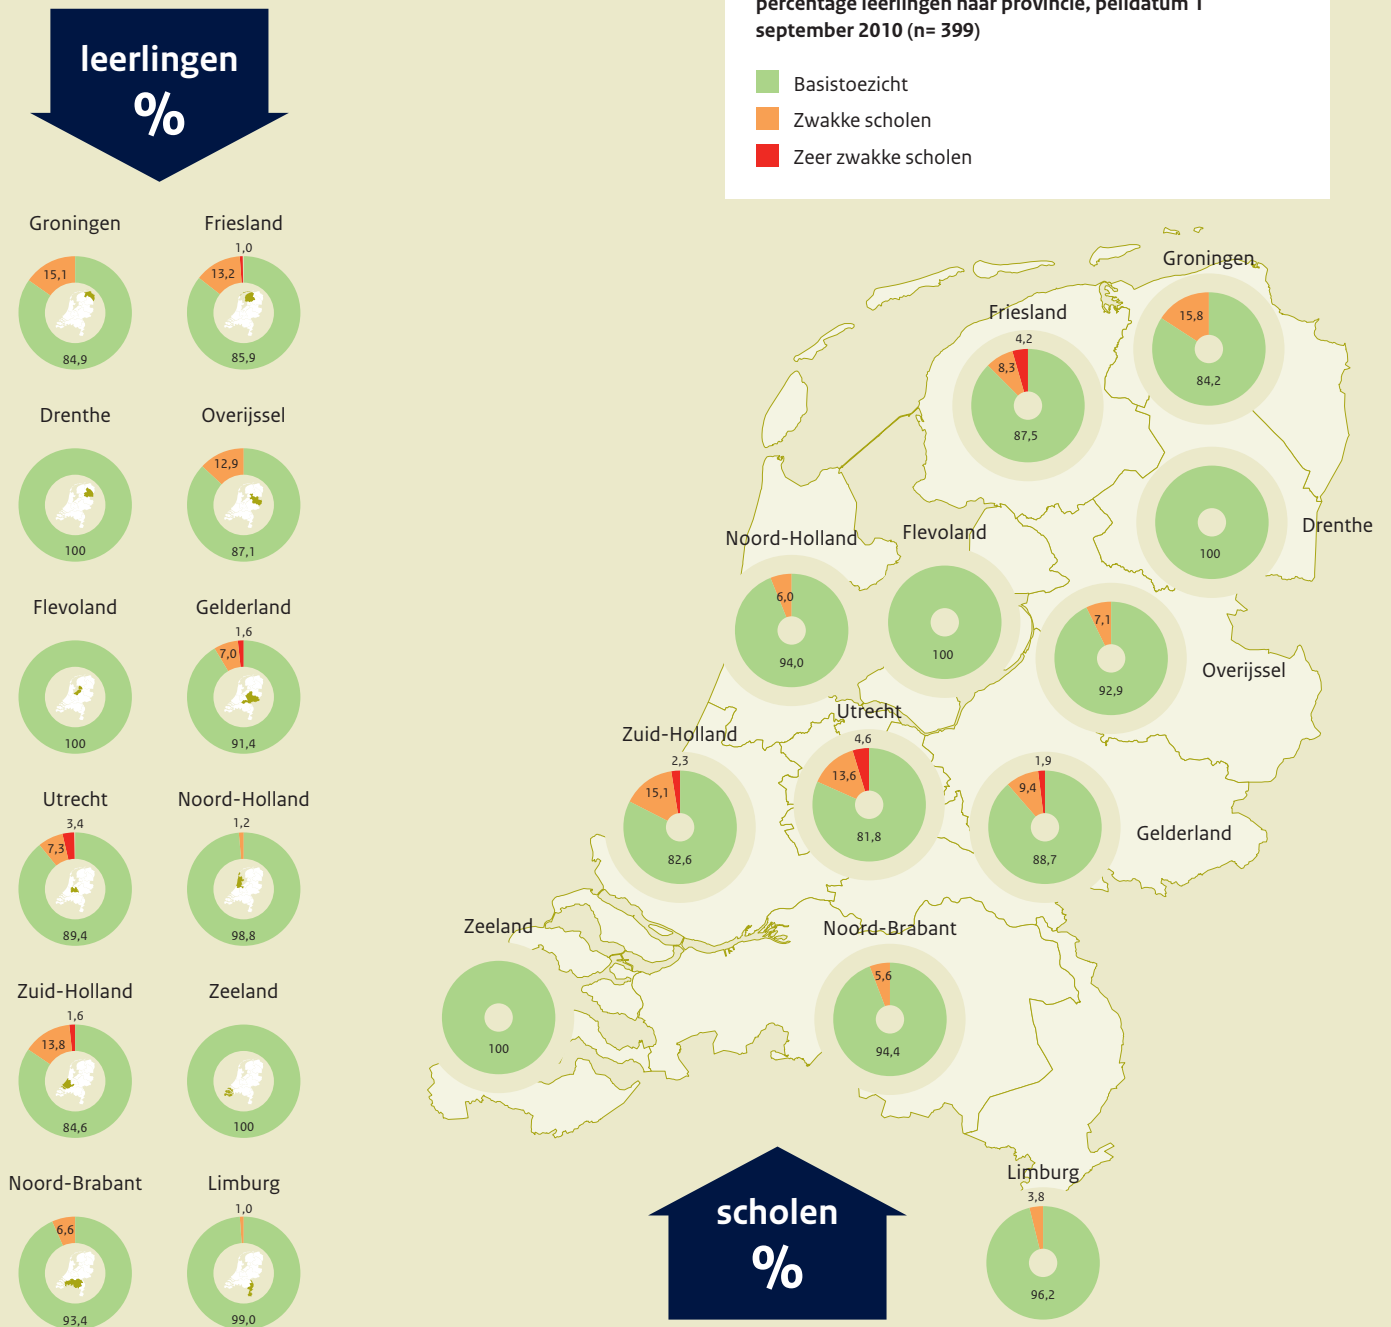 percentage leerlingen naar provincie, peildatum 1
september 2010 (n= 399)
Basistoezicht
Zwakke scholen
Zeer zwakke scholen
leerlingen
%
Groningen
15,1
84,9
Friesland
1,0
13,2
85,9
Drenthe
100
Overijssel
12,9
87,1
Flevoland
100
Gelderland
1,6
7,0
91,4
Utrecht
3,4
7,3
89,4
Noord-Holland
1,2
98,8
Zuid-Holland
1,6
13,8
84,6
Zeeland
100
Noord-Brabant
6,6
93,4
Limburg
1,0
99,0
Groningen
15,8
84,2
Friesland
4,2
8,3
87,5
Drenthe
100
Noord-Holland
6,0
94,0
Flevoland
100
Overijssel
7,1
92,9
Utrecht
4,6
13,6
81,8
Zuid-Holland
2,3
15,1
82,6
Gelderland
1,9
9,4
88,7
Zeeland
100
Noord-Brabant
5,6
94,4
Limburg
3,8
96,2
scholen
%